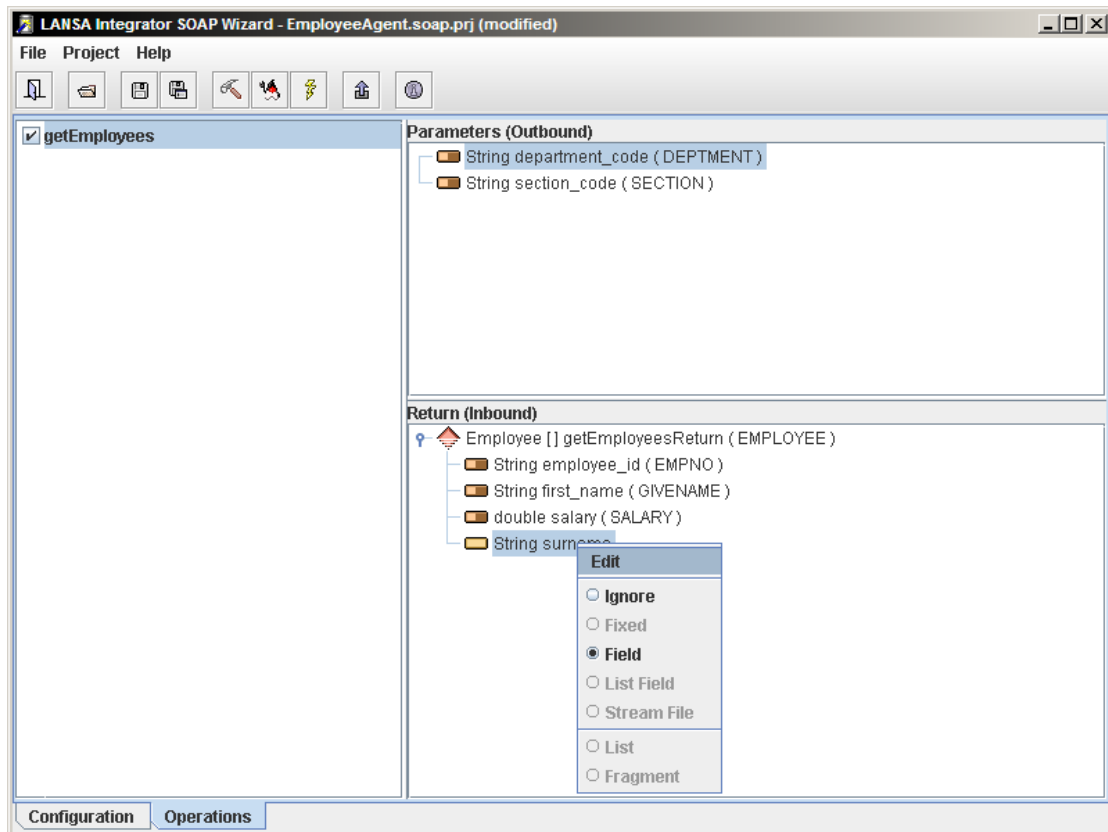 LANSA Integrator SOAP Wizard - EmployeeAgent.soap.prj (modified)
File Project Help
getEmployees
Parameters (Outbound)
String department_code ( DEPTMENT )
String section_code ( SECTION )
Return (Inbound)
Employee [ ] getEmployeesReturn ( EMPLOYEE )
String employee_id ( EMPNO )
String first_name ( GIVENAME )
double salary ( SALARY )
String surname
Edit
Ignore
Fixed
Field
List Field
Stream File
List
Fragment
Configuration Operations